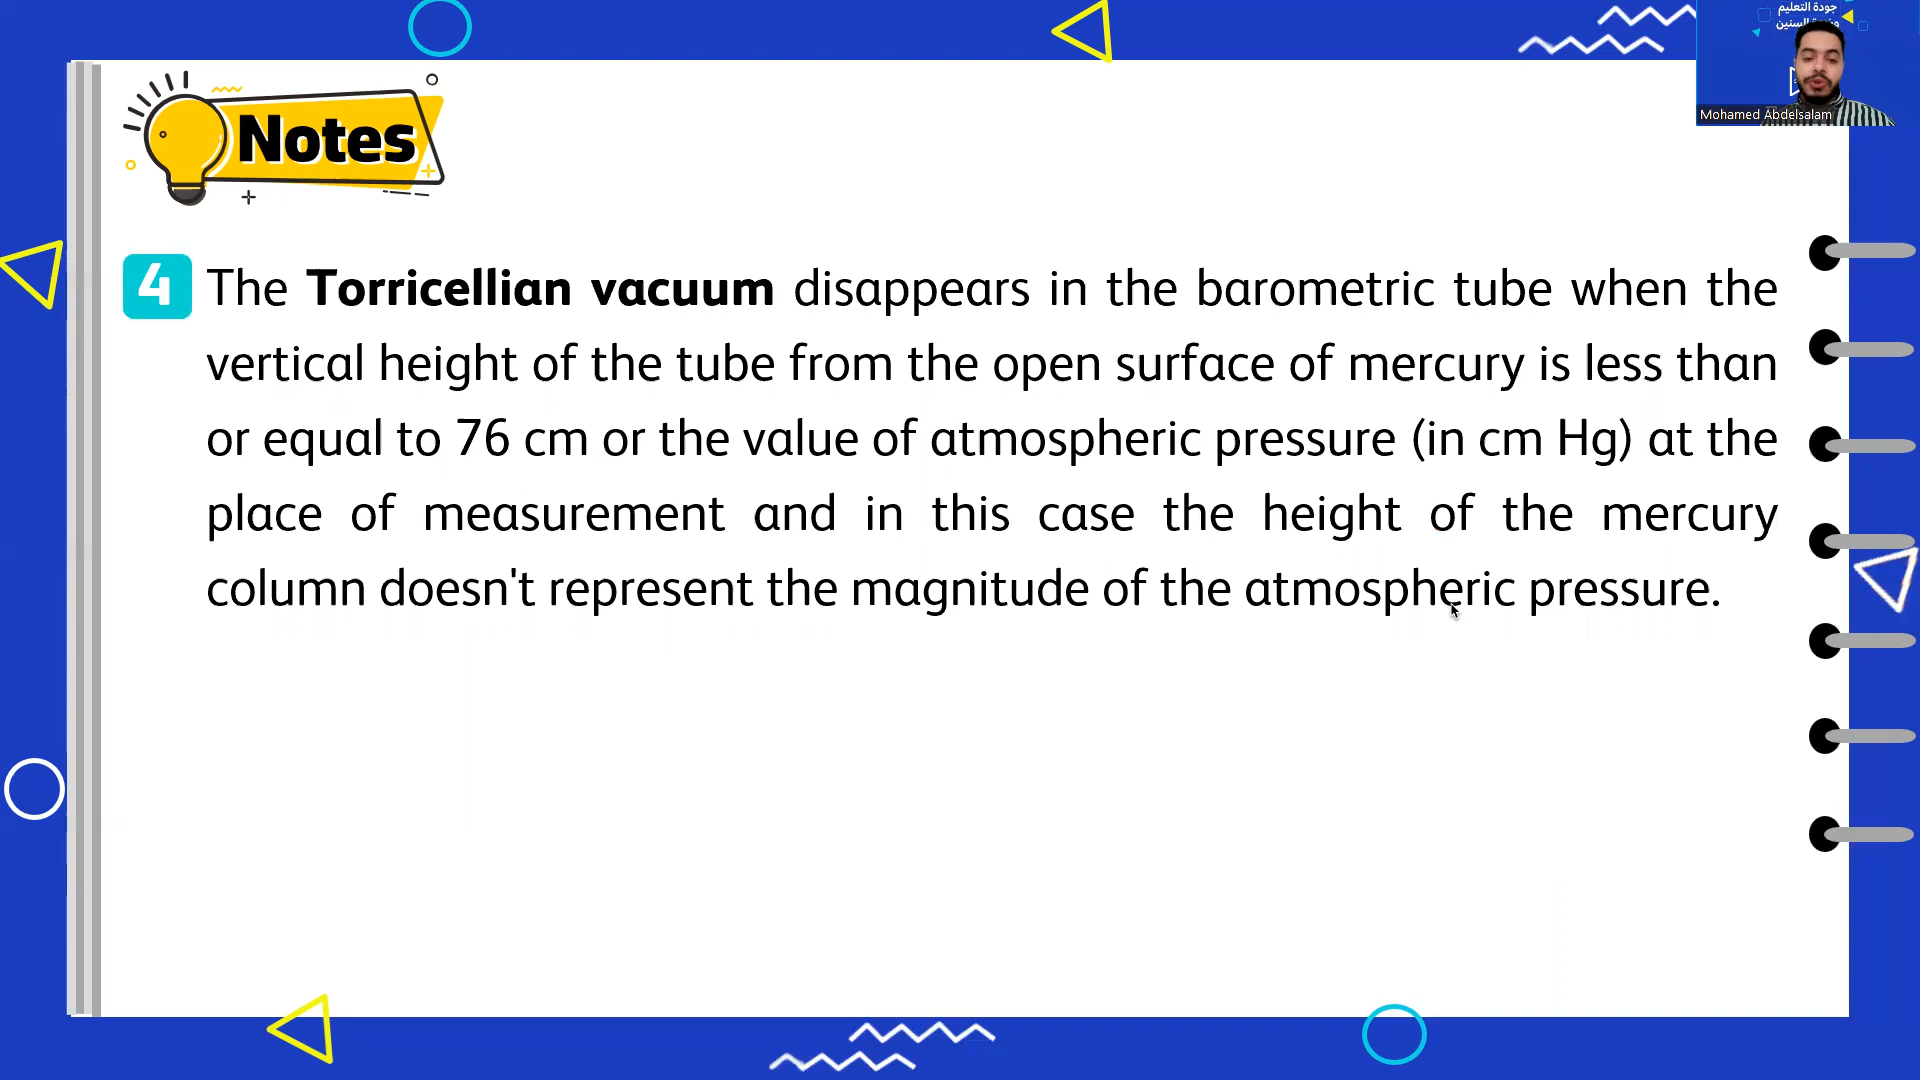 جودة التعليم
Mohamed Abdelsalam
Notes
4 The Torricellian vacuum disappears in the barometric tube when the
vertical height of the tube from the open surface of mercury is less than
or equal to 76 cm or the value of atmospheric pressure (in cm Hg) at the
place of measurement and in this case the height of the mercury
column doesn't represent the magnitude of the atmospheric pressure.